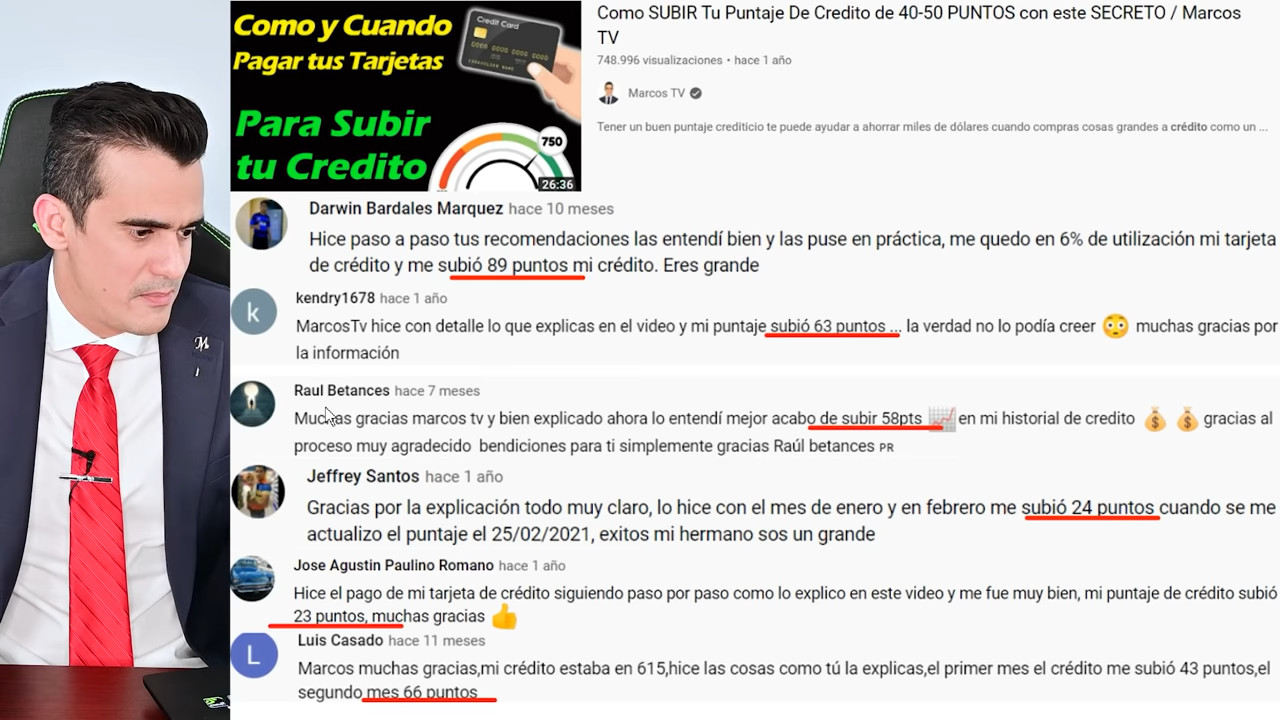 Como y Cuando
Pagar tus Tarjetas
Credit Card
Para Subir
tu Credito
750
26:36
Como SUBIR Tu Puntaje De Credito de 40-50 PUNTOS con este SECRETO / Marcos
TV
748.996 visualizaciones • hace 1 año
Marcos TV
Tener un buen puntaje crediticio te puede ayudar a ahorrar miles de dólares cuando compras cosas grandes a crédito como un ...
Darwin Bardales Marquez hace 10 meses
Hice paso a paso tus recomendaciones las entendí bien y las puse en práctica, me quedo en 6% de utilización mi tarjeta
de crédito y me subió 89 puntos mi crédito. Eres grande
k
kendry1678 hace 1 año
MarcosTv hice con detalle lo que explicas en el video y mi puntaje subió 63 puntos ... la verdad no lo podía creer 😳 muchas gracias por
la información
Raul Betances hace 7 meses
Muchas gracias marcos tv y bien explicado ahora lo entendí mejor acabo de subir 58pts 📈 en mi historial de credito 💰 💰 gracias al
proceso muy agradecido bendiciones para ti simplemente gracias Raúl betances PR
Jeffrey Santos hace 1 año
Gracias por la explicación todo muy claro, lo hice con el mes de enero y en febrero me subió 24 puntos cuando se me
actualizo el puntaje el 25/02/2021, exitos mi hermano sos un grande
Jose Agustin Paulino Romano hace 1 año
Hice el pago de mi tarjeta de crédito siguiendo paso por paso como lo explico en este video y me fue muy bien, mi puntaje de crédito subió
23 puntos, muchas gracias 👍
L
Luis Casado hace 11 meses
Marcos muchas gracias,mi crédito estaba en 615,hice las cosas como tú la explicas,el primer mes el crédito me subió 43 puntos,el
segundo mes 66 puntos